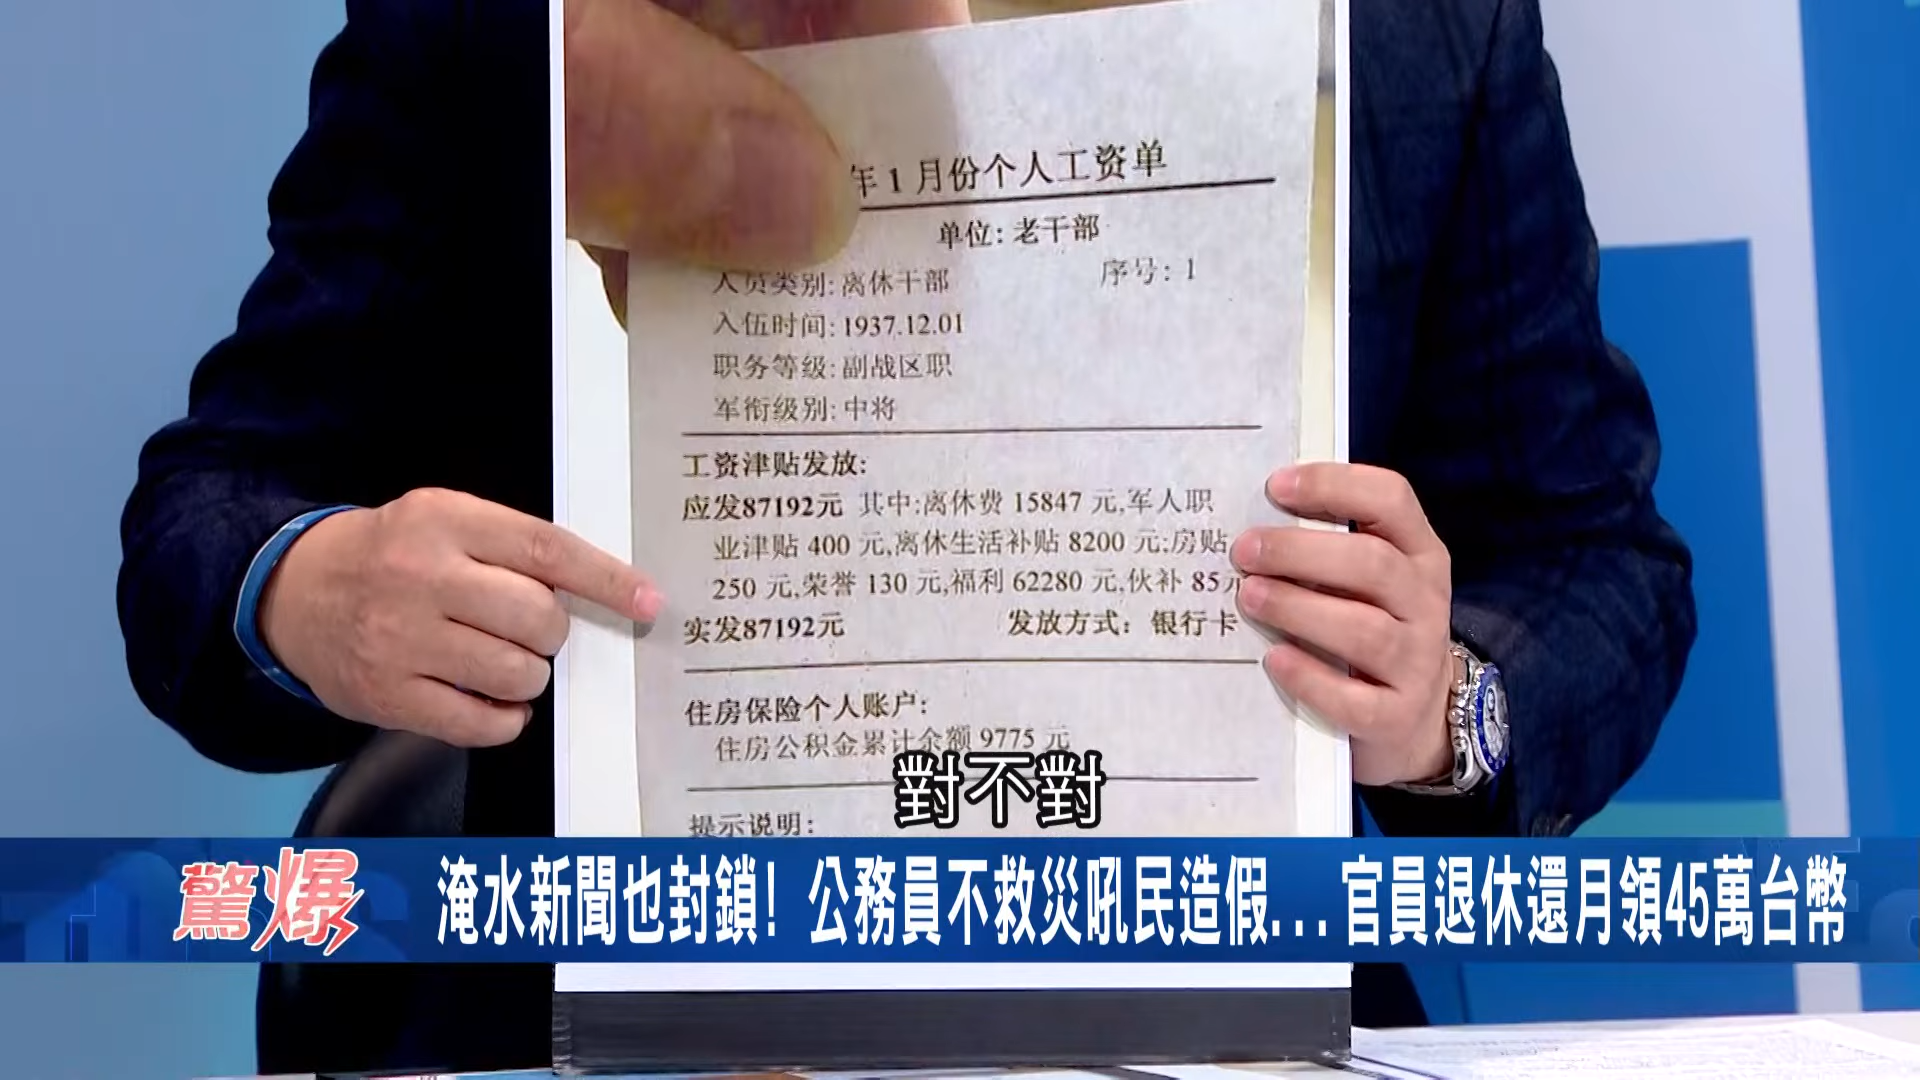 年1月份个人工资单
单位: 老干部
人员类别: 离休干部 序号: 1
入伍时间: 1937.12.01
职务等级: 副战区职
军衔级别: 中将
工资津贴发放:
应发87192元 其中:离休费 15847 元,军人职
业津贴 400 元,离休生活补贴 8200 元;房贴
250 元,荣誉 130 元,福利 62280 元,伙补 85元
实发87192元 发放方式: 银行卡
住房保险个人账户:
住房公积金累计余额 9775 元
提示说明:
對不對
驚爆 淹水新聞也封鎖! 公務員不救災吼民造假...官員退休還月領45萬台幣